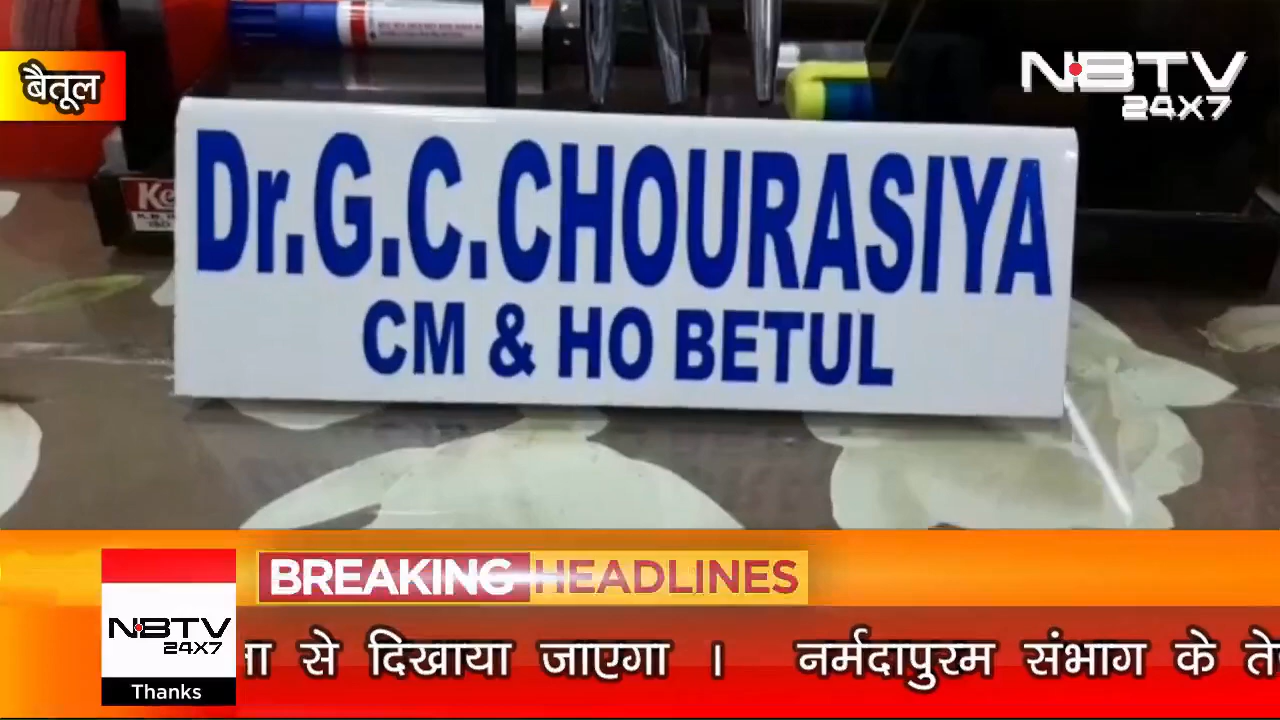 बैतूल
NBTV
24x7
Dr.G.C.CHOURASIYA
CM & HO BETUL
BREAKING HEADLINES
NBTV
24x7
से दिखाया जाएगा । नर्मदापुरम संभाग के
Thanks